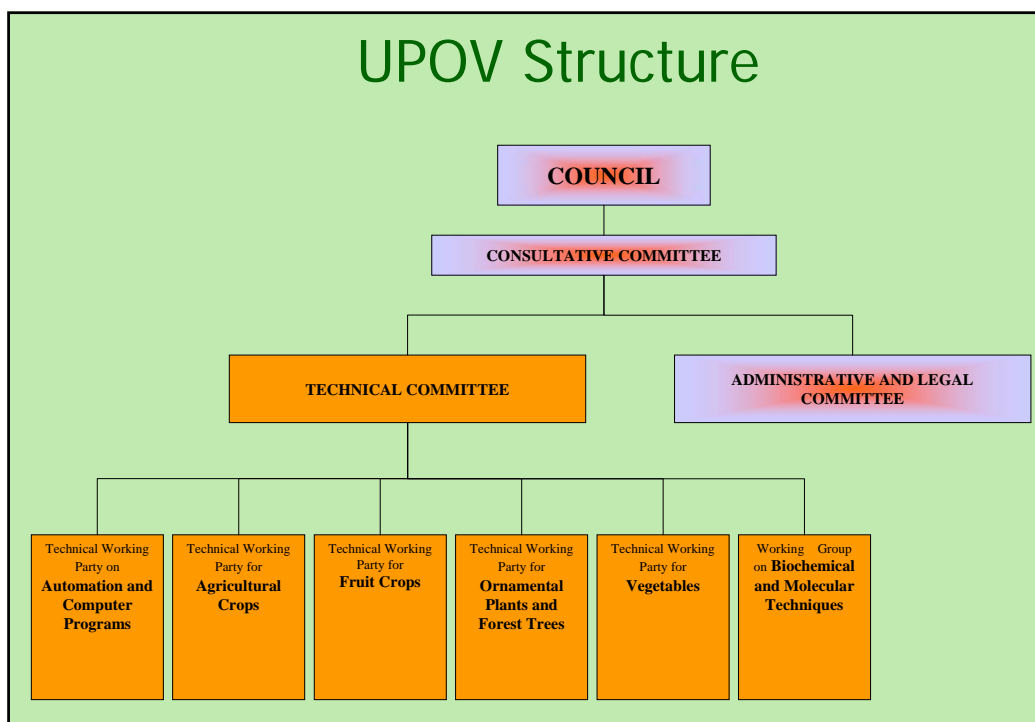 UPOV Structure
COUNCIL
CONSULTATIVE COMMITTEE
TECHNICAL COMMITTEE
ADMINISTRATIVE AND LEGAL
COMMITTEE
Technical Working
Party on
Automation and
Computer
Programs
Technical Working
Party for
Agricultural
Crops
Technical Working
Party for
Fruit Crops
Technical Working
Party for
Ornamental
Plants and
Forest Trees
Technical Working
Party for
Vegetables
Working Group
on Biochemical
and Molecular
Techniques